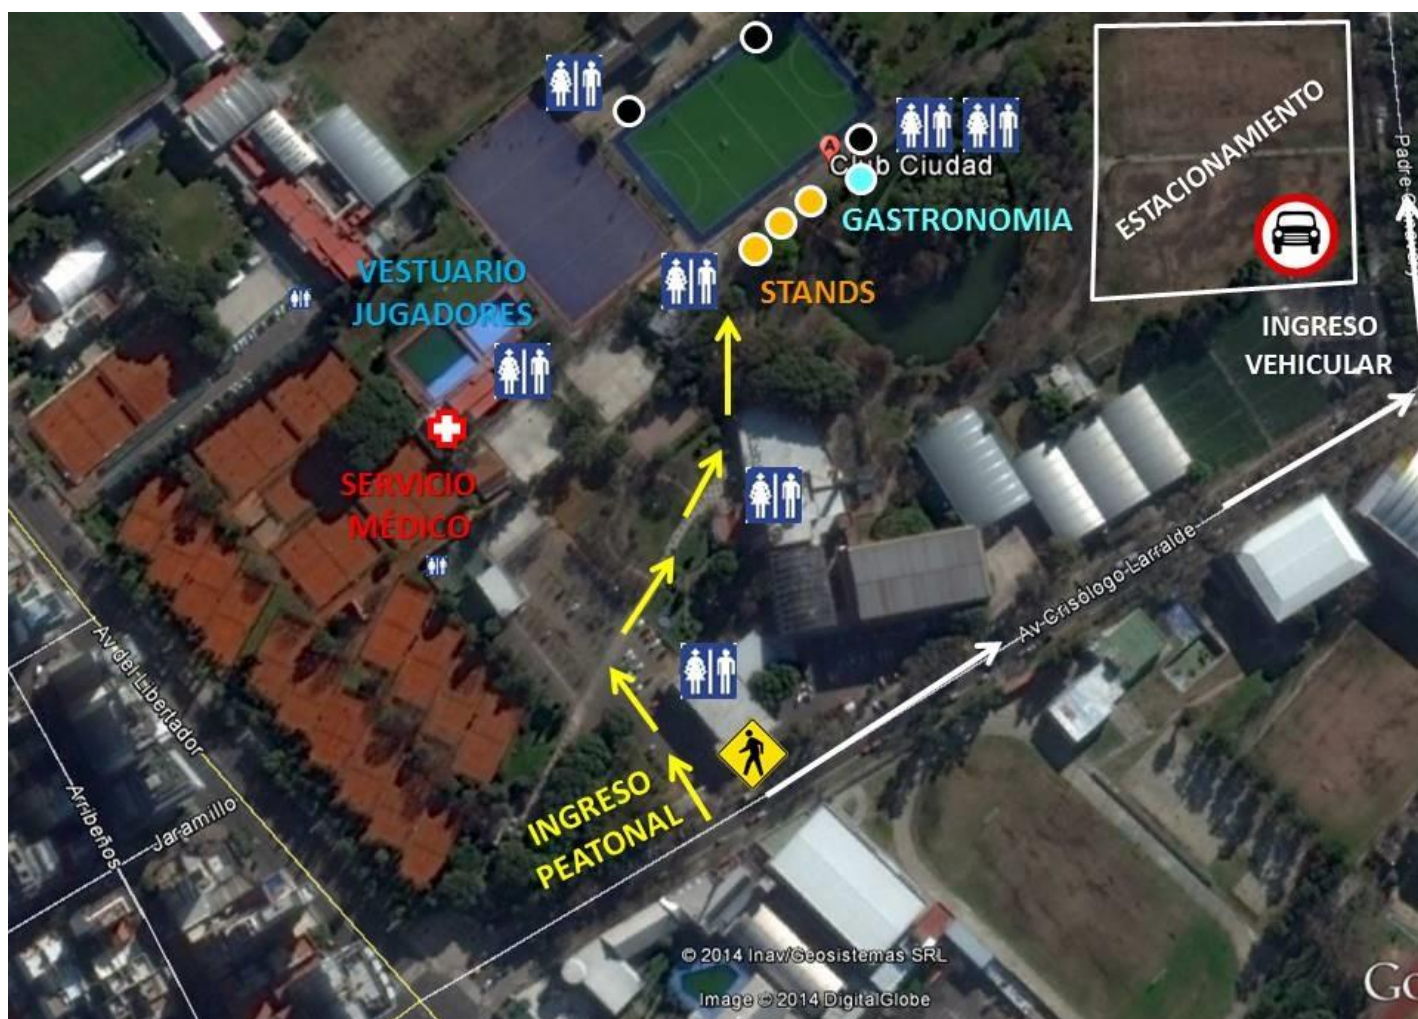 ESTACIONAMIENTO
Padre
A
Club Ciudad
GASTRONOMIA
STANDS
VESTUARIO
JUGADORES
INGRESO
VEHICULAR
SERVICIO
MÉDICO
Av Crisólogo Larralde
Av del Libertador
Arribeños
Jaramillo
INGRESO
PEATONAL
© 2014 Inav/Geosistemas SRL
Image © 2014 DigitalGlobe
Go